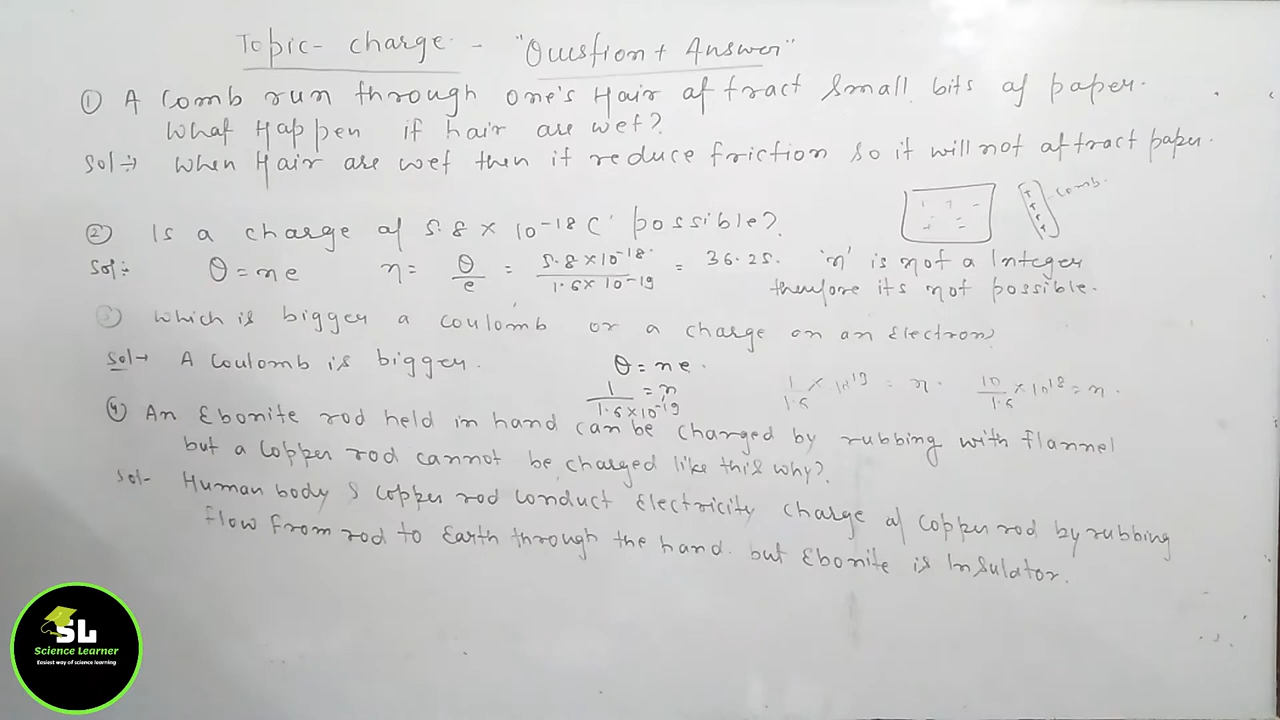 Topic- charge - "Question + Answer"
① A Comb run through one's Hair attract small bits of paper.
What Happen if hair are wet?
Sol:→ When Hair are wet then it reduce friction so it will not attract paper.
comb.
② Is a charge of 5.8 × 10-18 C possible?
Sol:- Q = ne n = Q/e = 5.8 × 10-18 / 1.6 × 10-19 = 36.25. 'n' is not a Integer
therefore its not possible.
③ Which is bigger a coulomb or a charge on an Electron?
Sol→ A Coulomb is bigger. Q = ne.
1 / 1.6 × 10-19 = n 1/1.6 × 10 19 = n. 10/1.6 × 10 18 = n.
④ An Ebonite rod held in hand can be charged by rubbing with flannel
but a Copper rod cannot be charged like this why?
Sol- Human body & Copper rod conduct Electricity charge of Copper rod by rubbing
flow from rod to Earth through the hand. but Ebonite is Insulator.
SL
Science Learner
Easiest way of science learning